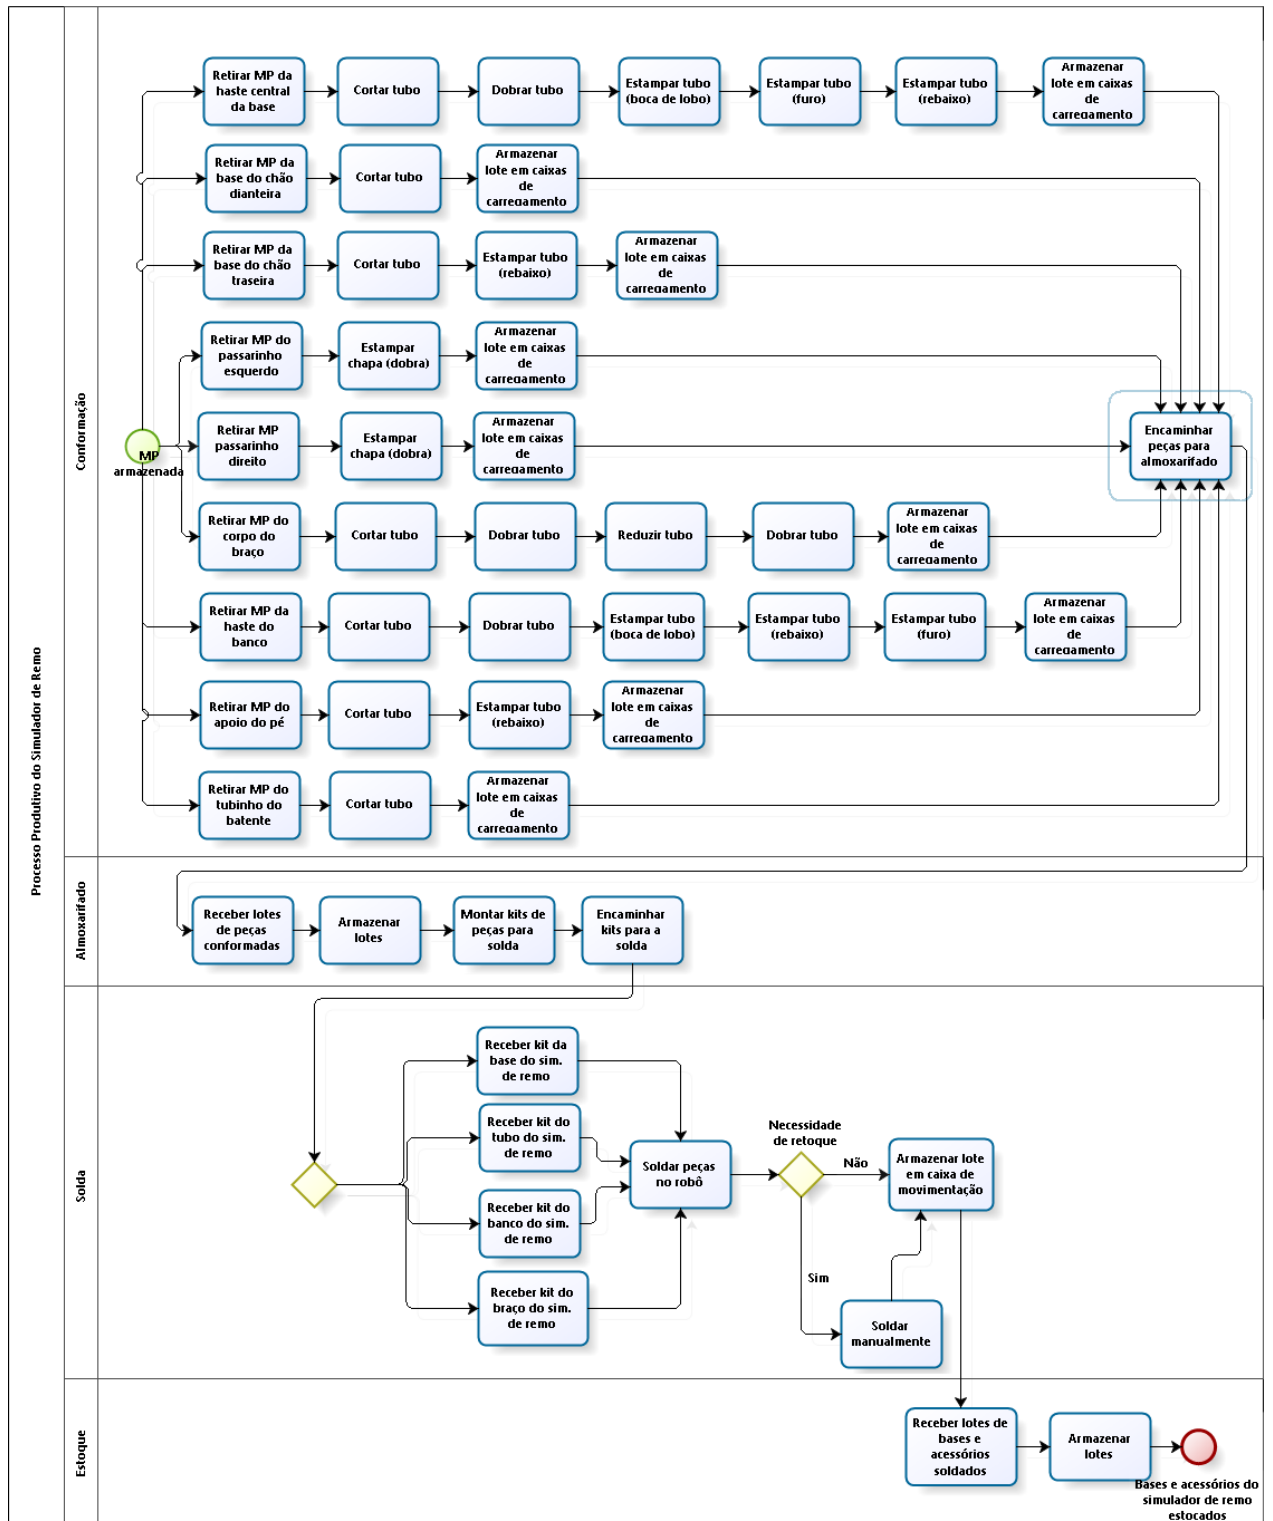 Processo Produtivo do Simulador de Remo
Conformação
MP
armazenada
Retirar MP da
haste central
da base
Cortar tubo
Dobrar tubo
Estampar tubo
(boca de lobo)
Estampar tubo
(furo)
Estampar tubo
(rebaixo)
Armazenar
lote em caixas
de
carregamento
Retirar MP da
base do chão
dianteira
Cortar tubo
Armazenar
lote em caixas
de
carregamento
Retirar MP da
base do chão
traseira
Cortar tubo
Estampar tubo
(rebaixo)
Armazenar
lote em caixas
de
carregamento
Retirar MP do
passarinho
esquerdo
Estampar
chapa (dobra)
Armazenar
lote em caixas
de
carregamento
Retirar MP
passarinho
direito
Estampar
chapa (dobra)
Armazenar
lote em caixas
de
carregamento
Encaminhar
peças para
almoxarifado
Retirar MP do
corpo do
braço
Cortar tubo
Dobrar tubo
Reduzir tubo
Dobrar tubo
Armazenar
lote em caixas
de
carregamento
Retirar MP da
haste do
banco
Cortar tubo
Dobrar tubo
Estampar tubo
(boca de lobo)
Estampar tubo
(rebaixo)
Estampar tubo
(furo)
Armazenar
lote em caixas
de
carregamento
Retirar MP do
apoio do pé
Cortar tubo
Estampar tubo
(rebaixo)
Armazenar
lote em caixas
de
carregamento
Retirar MP do
tubinho do
batente
Cortar tubo
Armazenar
lote em caixas
de
carregamento
Almoxarifado
Receber lotes
de peças
conformadas
Armazenar
lotes
Montar kits de
peças para
solda
Encaminhar
kits para a
solda
Solda
Receber kit da
base do sim.
de remo
Receber kit do
tubo do sim.
de remo
Receber kit do
banco do sim.
de remo
Receber kit do
braço do sim.
de remo
Soldar peças
no robô
Necessidade
de retoque
Não
Sim
Armazenar lote
em caixa de
movimentação
Soldar
manualmente
Estoque
Receber lotes de
bases e
acessórios
soldados
Armazenar
lotes
Bases e acessórios do
simulador de remo
estocados